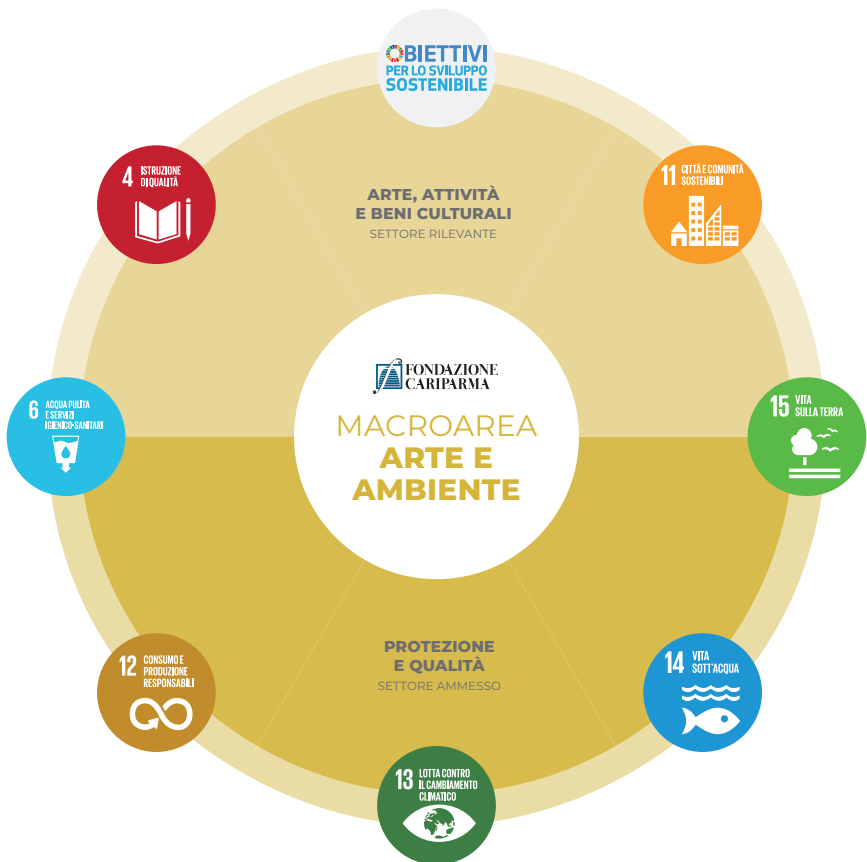 OBIETTIVI
PER LO SVILUPPO
SOSTENIBILE
4 ISTRUZIONE
DI QUALITÀ
11 CITTÀ E COMUNITÀ
SOSTENIBILI
ARTE, ATTIVITÀ
E BENI CULTURALI
SETTORE RILEVANTE
FONDAZIONE
CARIPARMA
MACROAREA
ARTE E
AMBIENTE
6 ACQUA PULITA
E SERVIZI
IGIENICO-SANITARI
15 VITA
SULLA TERRA
PROTEZIONE
E QUALITÀ
SETTORE AMMESSO
12 CONSUMO E
PRODUZIONE
RESPONSABILI
14 VITA
SOTT'ACQUA
13 LOTTA CONTRO
IL CAMBIAMENTO
CLIMATICO